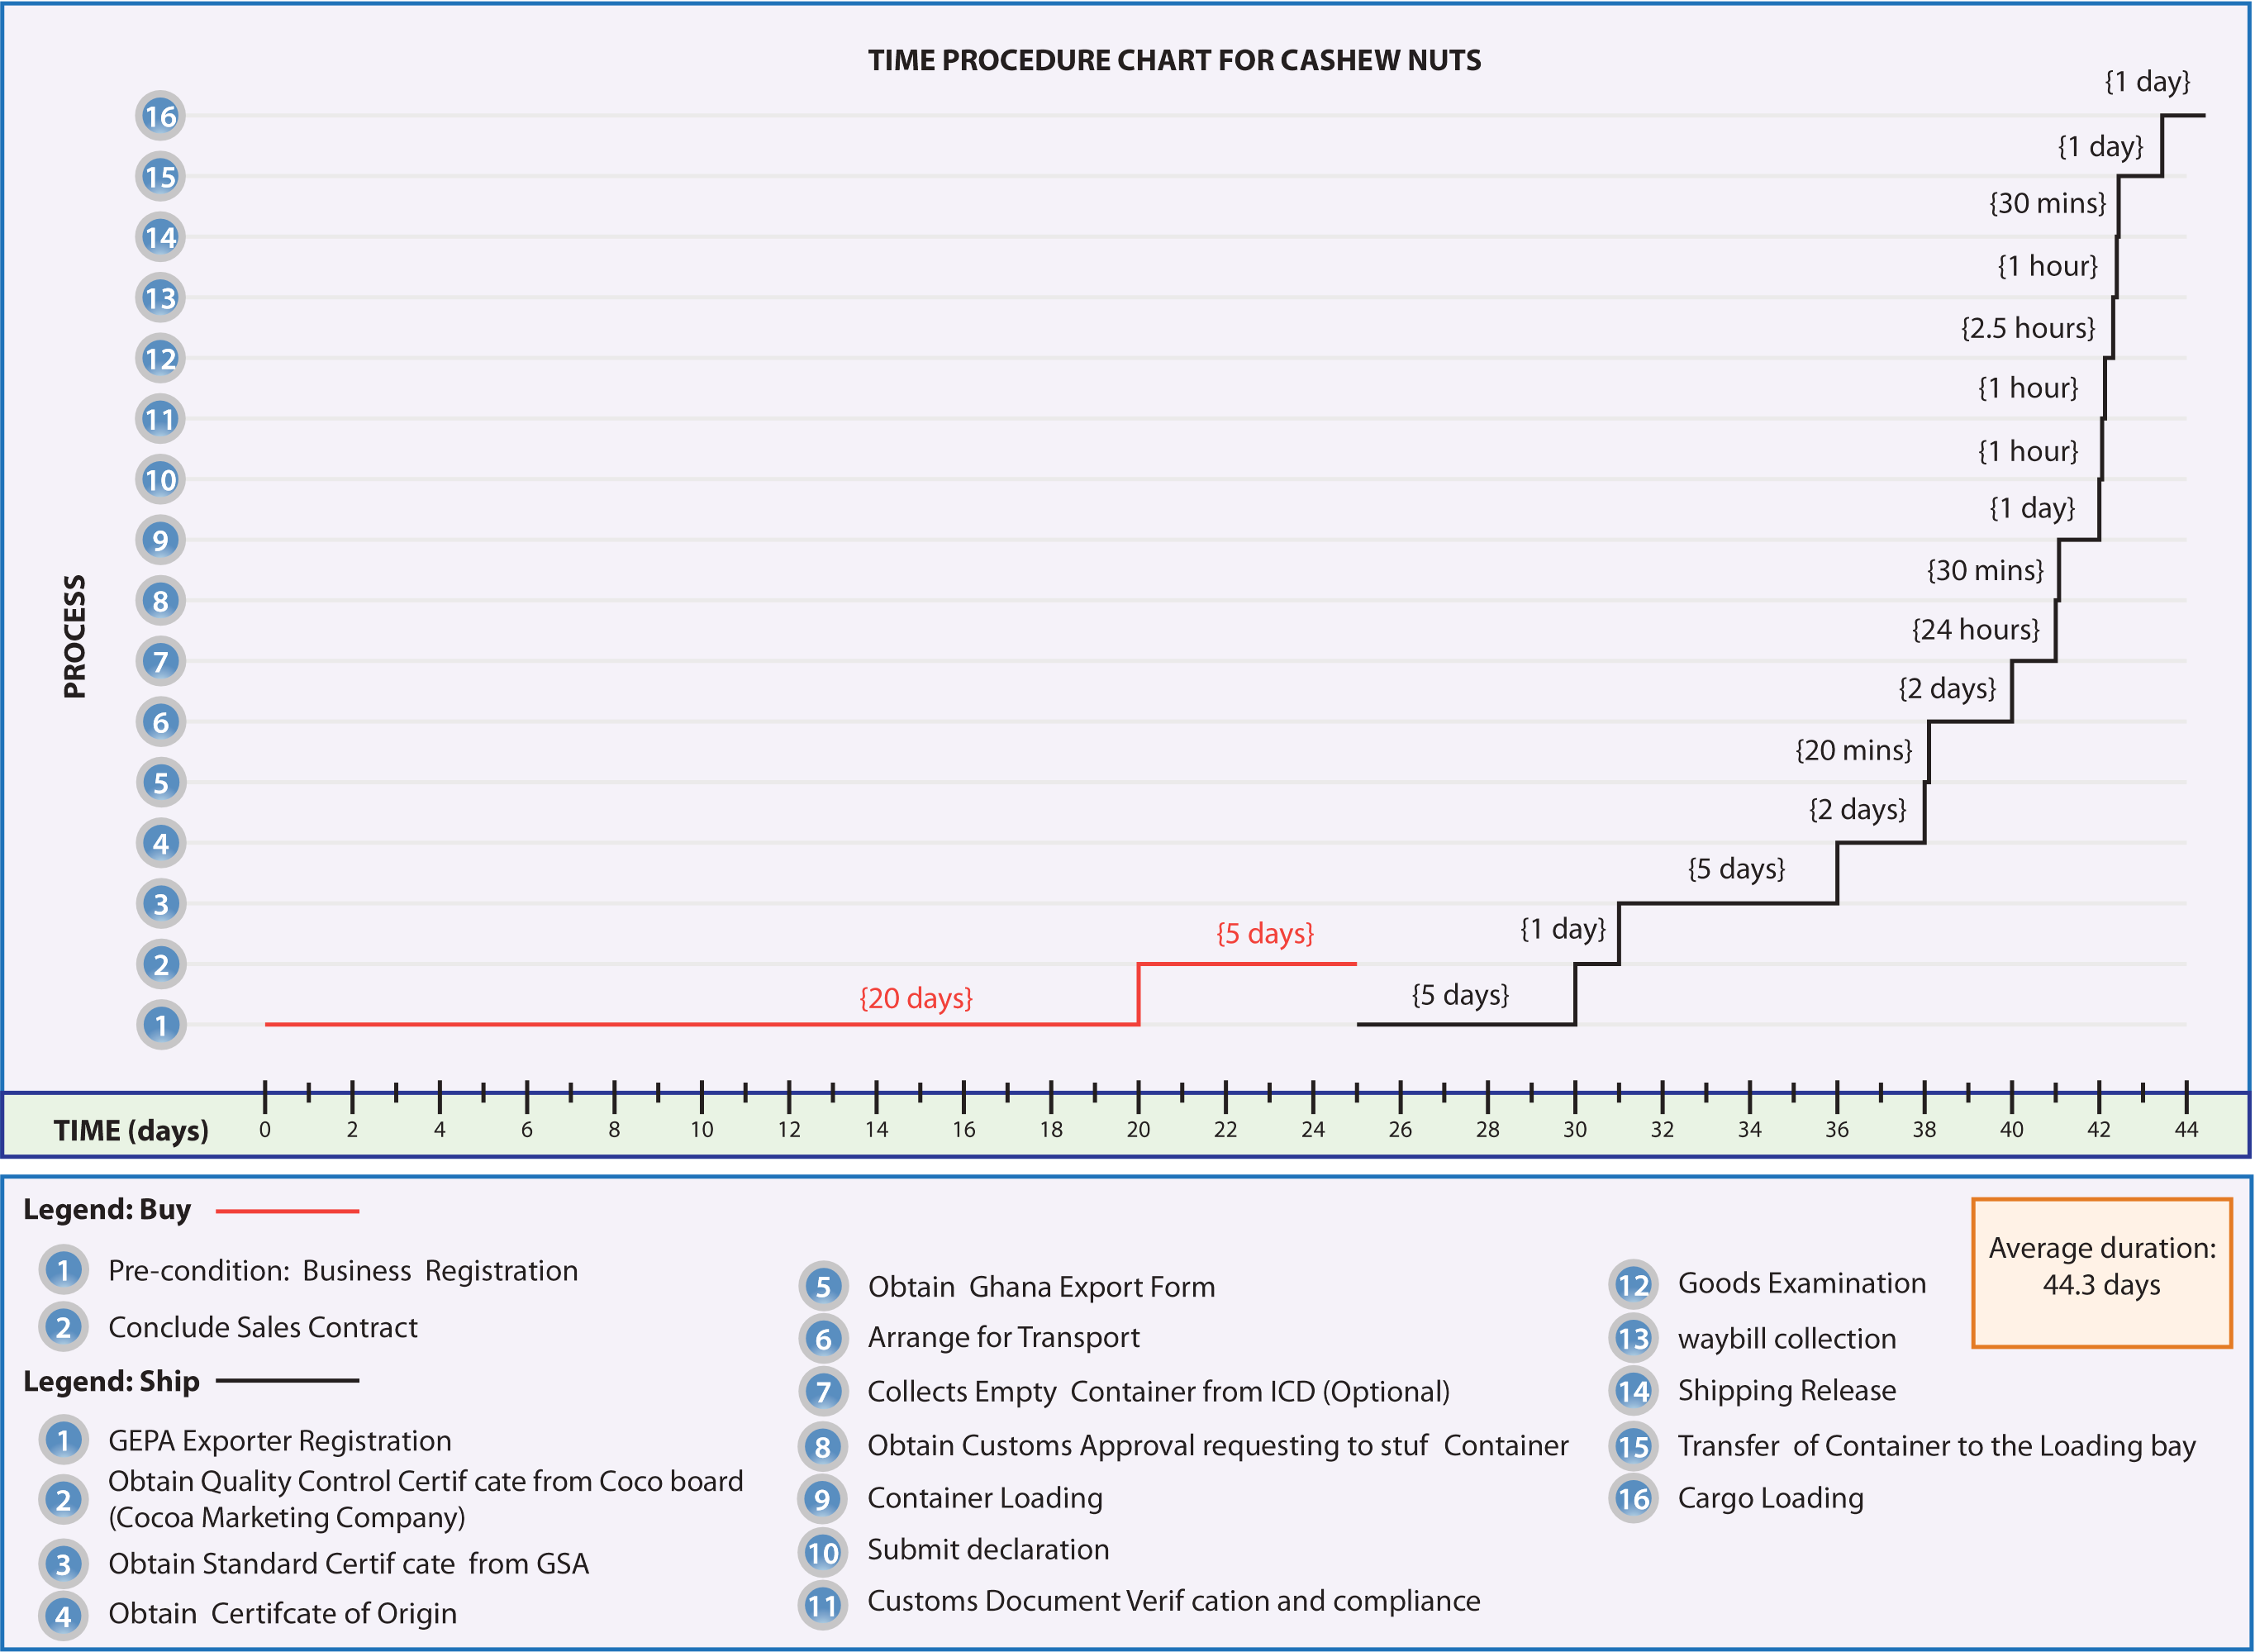 TIME PROCEDURE CHART FOR CASHEW NUTS
{1 day}
16
{1 day}
15
{30 mins}
14
{1 hour}
13
{2.5 hours}
12
{1 hour}
11
{1 hour}
10
{1 day}
9
{30 mins}
8
{24 hours}
7
{2 days}
6
{20 mins}
5
{2 days}
4
{5 days}
3
{1 day}
{5 days}
2
{5 days}
{20 days}
1
PROCESS
TIME (days)
0 2 4 6 8 10 12 14 16 18 20 22 24 26 28 30 32 34 36 38 40 42 44
Legend: Buy
1 Pre-condition: Business Registration
2 Conclude Sales Contract
Legend: Ship
1 GEPA Exporter Registration
2 Obtain Quality Control Certif cate from Coco board
(Cocoa Marketing Company)
3 Obtain Standard Certif cate from GSA
4 Obtain Certifcate of Origin
5 Obtain Ghana Export Form
6 Arrange for Transport
7 Collects Empty Container from ICD (Optional)
8 Obtain Customs Approval requesting to stuf Container
9 Container Loading
10 Submit declaration
11 Customs Document Verif cation and compliance
12 Goods Examination
13 waybill collection
14 Shipping Release
15 Transfer of Container to the Loading bay
16 Cargo Loading
Average duration:
44.3 days